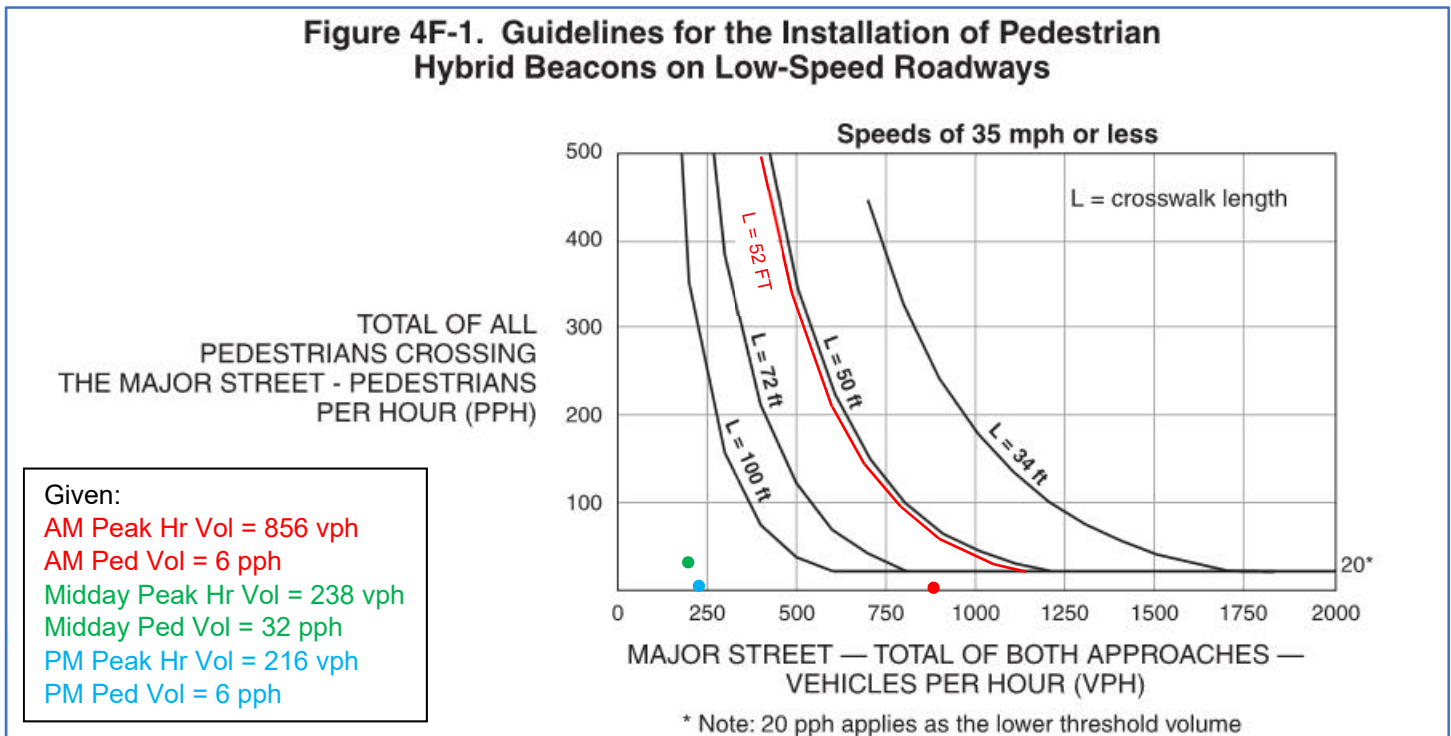 Figure 4F-1. Guidelines for the Installation of Pedestrian
Hybrid Beacons on Low-Speed Roadways
Speeds of 35 mph or less
500
400
300
200
100
L = crosswalk length
L = 52 FT
L = 72 ft
L = 50 ft
L = 100 ft
L = 34 ft
20*
TOTAL OF ALL
PEDESTRIANS CROSSING
THE MAJOR STREET - PEDESTRIANS
PER HOUR (PPH)
Given:
AM Peak Hr Vol = 856 vph
AM Ped Vol = 6 pph
Midday Peak Hr Vol = 238 vph
Midday Ped Vol = 32 pph
PM Peak Hr Vol = 216 vph
PM Ped Vol = 6 pph
0 250 500 750 1000 1250 1500 1750 2000
MAJOR STREET — TOTAL OF BOTH APPROACHES —
VEHICLES PER HOUR (VPH)
* Note: 20 pph applies as the lower threshold volume